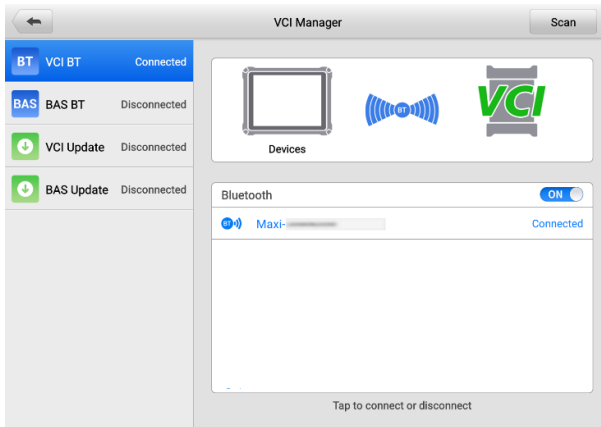 VCI Manager
Scan
BT VCI BT Connected
BAS BAS BT Disconnected
VCI Update Disconnected
BAS Update Disconnected
BT
VCI
Devices
Bluetooth ON
BT Maxi- Connected
Tap to connect or disconnect